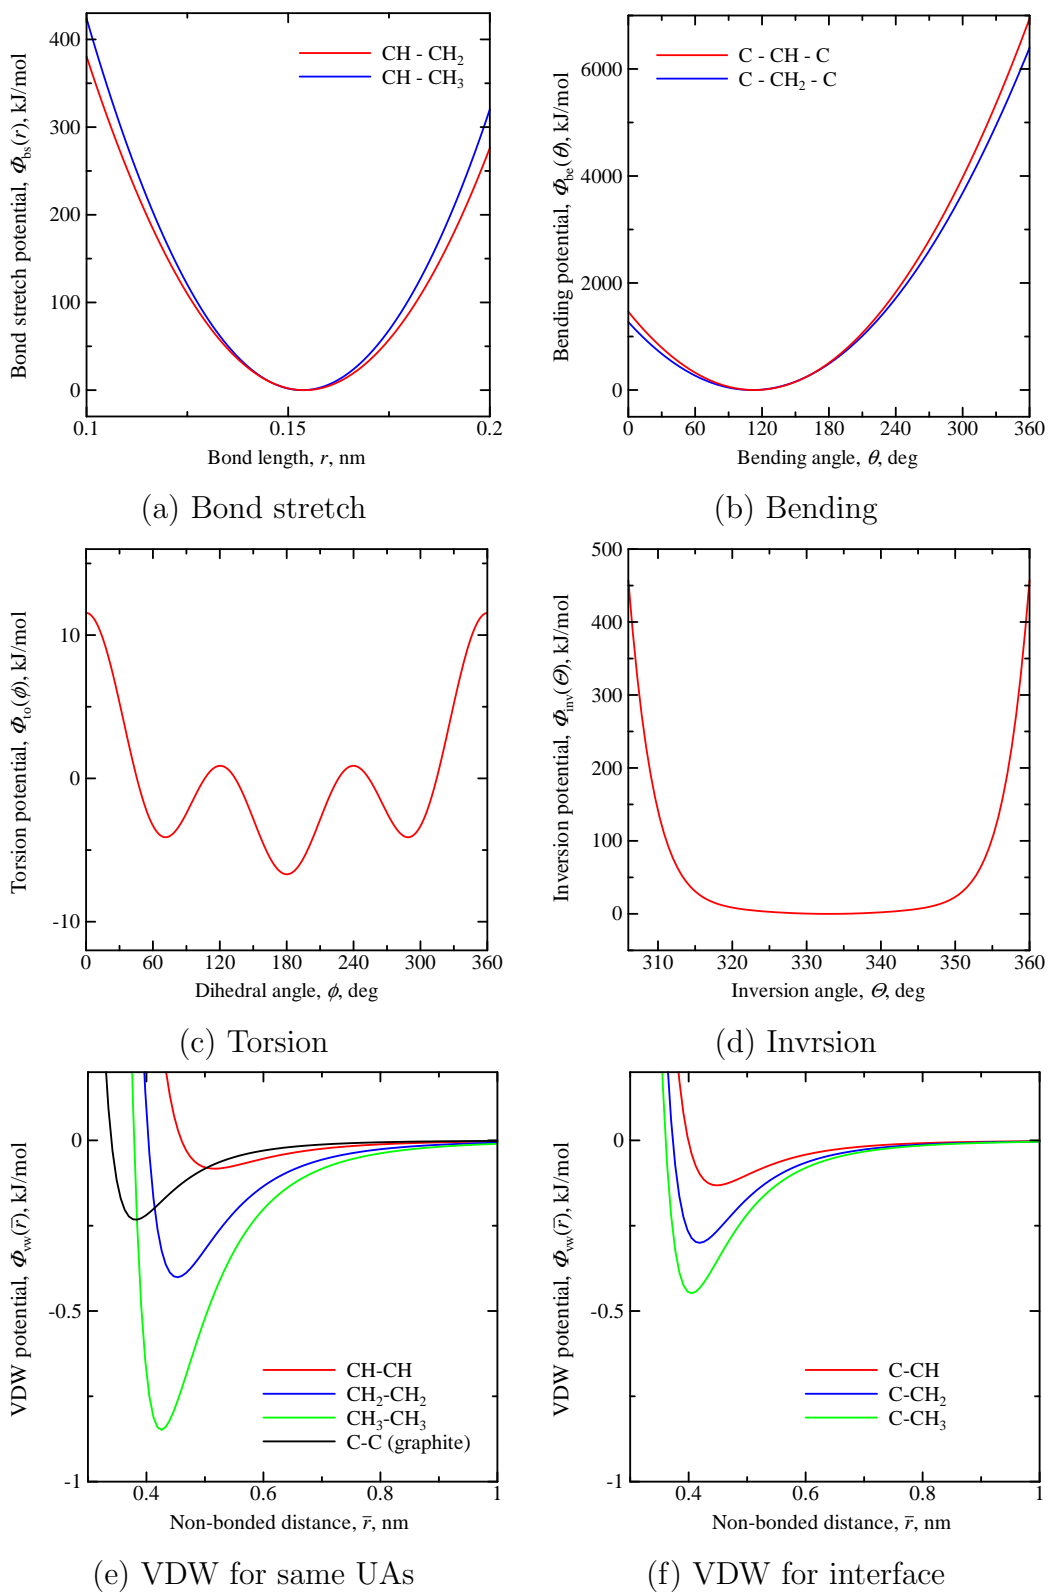 Bond stretch potential, Φbs(r), kJ/mol
400
300
200
100
0
CH - CH2
CH - CH3
0.1 0.15 0.2
Bond length, r, nm
(a) Bond stretch
Bending potential, Φbe(θ), kJ/mol
6000
4000
2000
0
C - CH - C
C - CH2 - C
0 60 120 180 240 300 360
Bending angle, θ, deg
(b) Bending
Torsion potential, Φto(ϕ), kJ/mol
10
0
-10
0 60 120 180 240 300 360
Dihedral angle, ϕ, deg
(c) Torsion
Inversion potential, Φinv(Θ), kJ/mol
500
450
400
350
300
250
200
150
100
50
0
310 320 330 340 350 360
Inversion angle, Θ, deg
(d) Invrsion
VDW potential, Φvw(r̄), kJ/mol
0
-0.5
-1
CH-CH
CH2-CH2
CH3-CH3
C-C (graphite)
0.4 0.6 0.8 1
Non-bonded distance, r̄, nm
(e) VDW for same UAs
VDW potential, Φvw(r̄), kJ/mol
0
-0.5
-1
C-CH
C-CH2
C-CH3
0.4 0.6 0.8 1
Non-bonded distance, r̄, nm
(f) VDW for interface